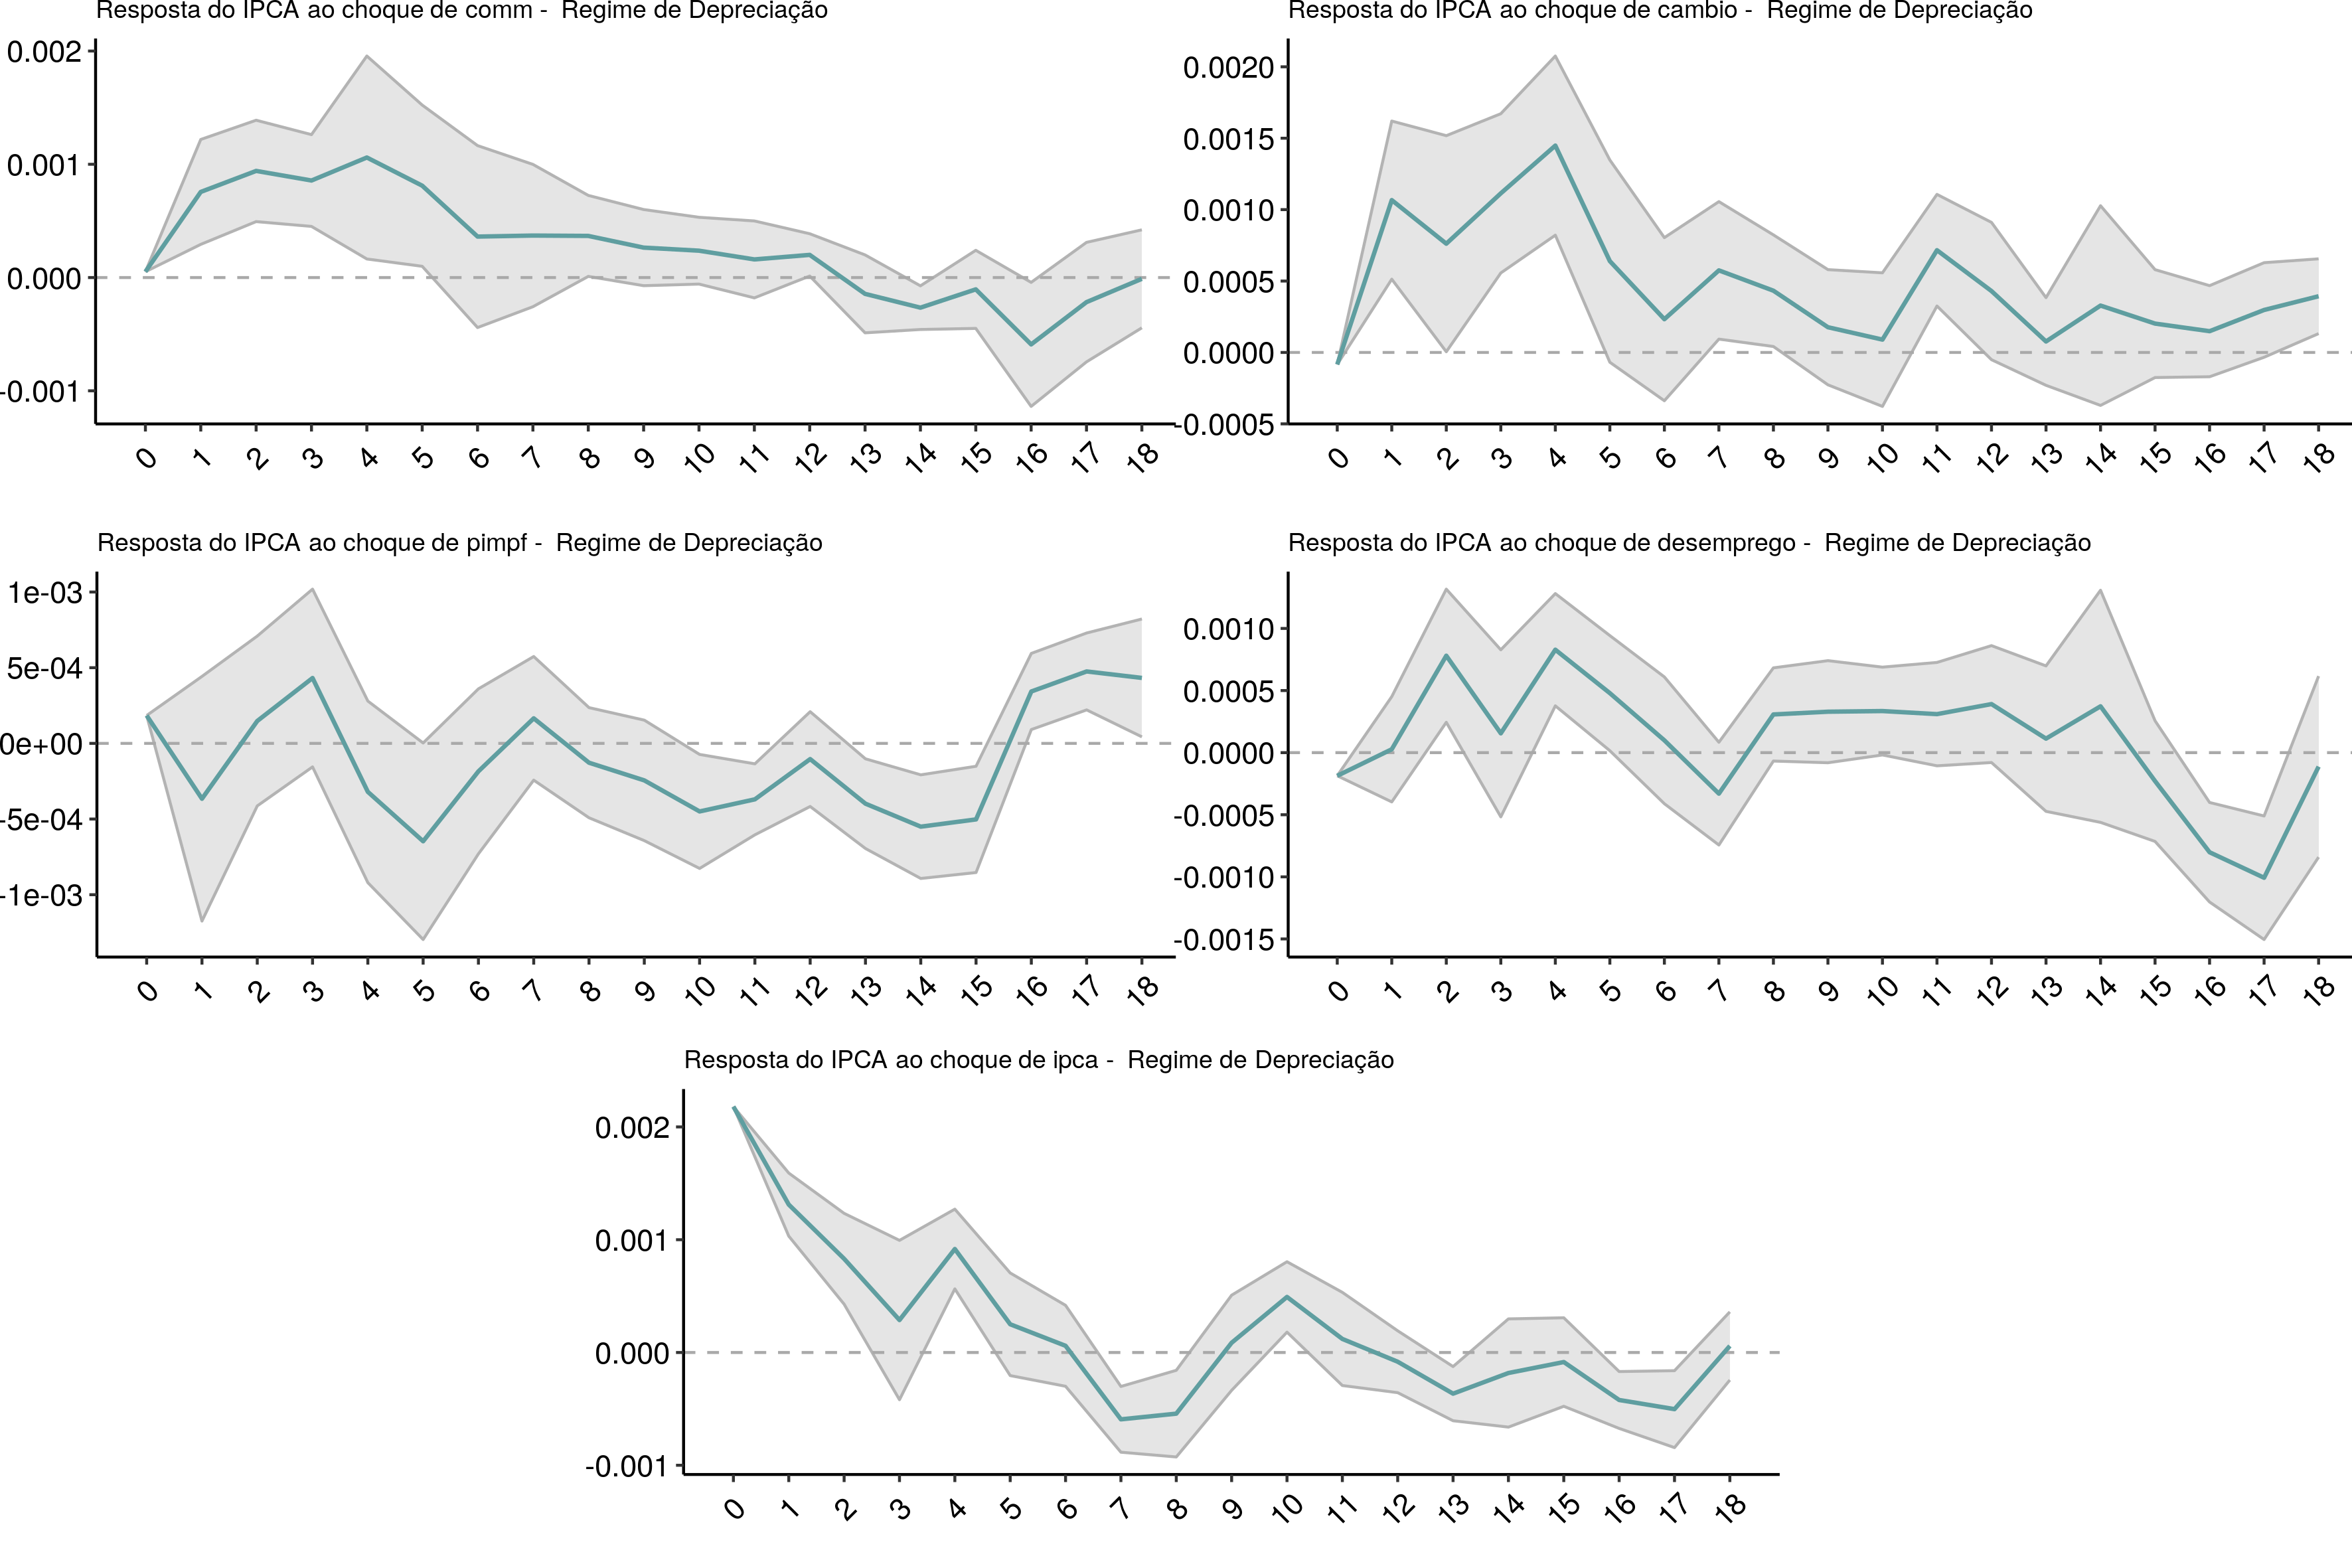 Resposta do IPCA ao choque de comm - Regime de Depreciação
0.002
0.001
0.000
-0.001
0 1 2 3 4 5 6 7 8 9 10 11 12 13 14 15 16 17 18
Resposta do IPCA ao choque de cambio - Regime de Depreciação
0.0020
0.0015
0.0010
0.0005
0.0000
-0.0005
0 1 2 3 4 5 6 7 8 9 10 11 12 13 14 15 16 17 18
Resposta do IPCA ao choque de pimpf - Regime de Depreciação
1e-03
5e-04
0e+00
-5e-04
-1e-03
0 1 2 3 4 5 6 7 8 9 10 11 12 13 14 15 16 17 18
Resposta do IPCA ao choque de desemprego - Regime de Depreciação
0.0010
0.0005
0.0000
-0.0005
-0.0010
-0.0015
0 1 2 3 4 5 6 7 8 9 10 11 12 13 14 15 16 17 18
Resposta do IPCA ao choque de ipca - Regime de Depreciação
0.002
0.001
0.000
-0.001
0 1 2 3 4 5 6 7 8 9 10 11 12 13 14 15 16 17 18